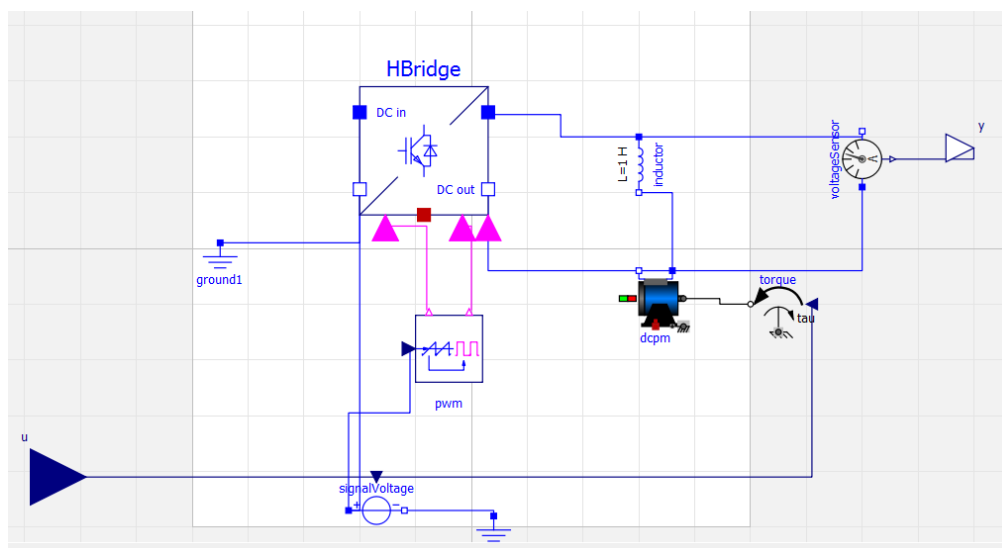 HBridge
DC in
DC out
L=1 H
inductor
voltageSensor
V
y
ground1
torque
tau
dcpm
pwm
u
signalVoltage
+
-